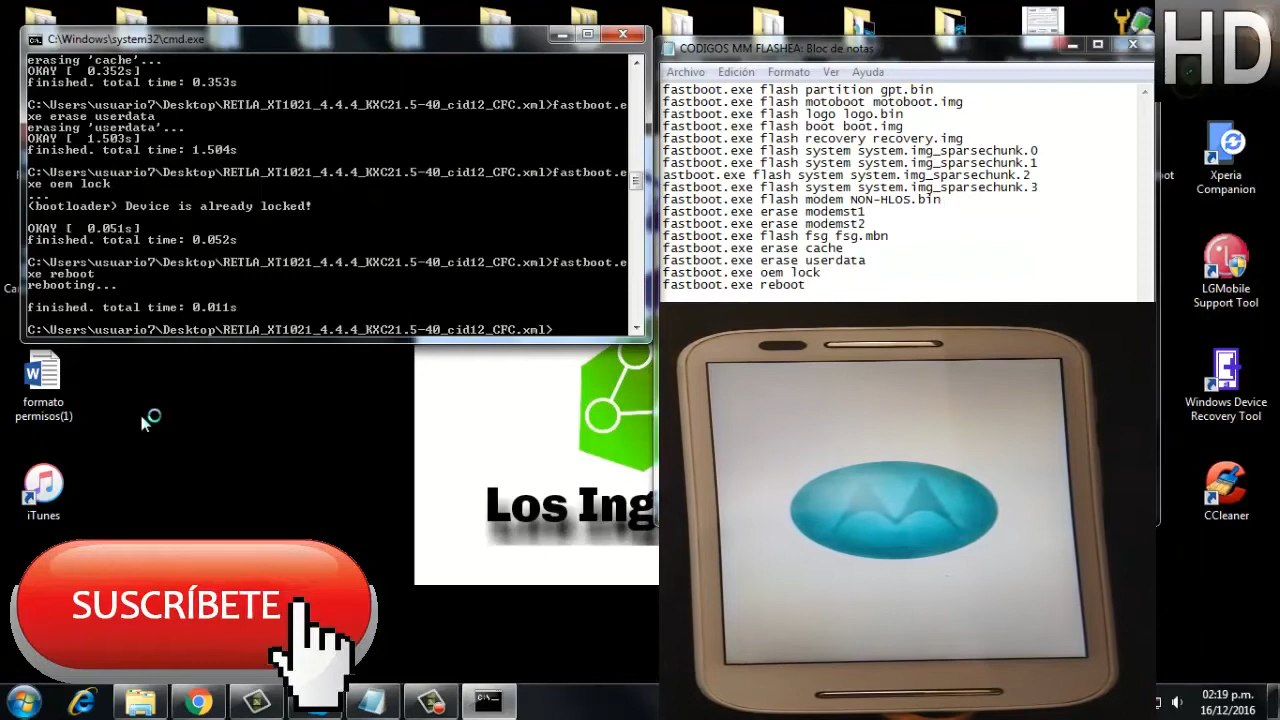 C:\Windows\system32\cmd.exe
erasing 'cache'...
OKAY [  0.352s]
finished. total time: 0.353s
C:\Users\usuario7\Desktop\RETLA_XT1021_4.4.4_KXC21.5-40_cid12_CFC.xml>fastboot.e
xe erase userdata
erasing 'userdata'...
OKAY [  1.503s]
finished. total time: 1.504s
C:\Users\usuario7\Desktop\RETLA_XT1021_4.4.4_KXC21.5-40_cid12_CFC.xml>fastboot.e
xe oem lock
...
(bootloader) Device is already locked!
OKAY [  0.051s]
finished. total time: 0.052s
C:\Users\usuario7\Desktop\RETLA_XT1021_4.4.4_KXC21.5-40_cid12_CFC.xml>fastboot.e
xe reboot
rebooting...
finished. total time: 0.011s
C:\Users\usuario7\Desktop\RETLA_XT1021_4.4.4_KXC21.5-40_cid12_CFC.xml>
CODIGOS MM FLASHEA: Bloc de notas
Archivo Edición Formato Ver Ayuda
fastboot.exe flash partition gpt.bin
fastboot.exe flash motoboot motoboot.img
fastboot.exe flash logo logo.bin
fastboot.exe flash boot boot.img
fastboot.exe flash recovery recovery.img
fastboot.exe flash system system.img_sparsechunk.0
fastboot.exe flash system system.img_sparsechunk.1
astboot.exe flash system system.img_sparsechunk.2
fastboot.exe flash system system.img_sparsechunk.3
fastboot.exe flash modem NON-HLOS.bin
fastboot.exe erase modemst1
fastboot.exe erase modemst2
fastboot.exe flash fsg fsg.mbn
fastboot.exe erase cache
fastboot.exe erase userdata
fastboot.exe oem lock
fastboot.exe reboot
HD
Xperia
Companion
LGMobile
Support Tool
Windows Device
Recovery Tool
CCleaner
formato
permisos(1)
iTunes
Los Ing
SUSCRÍBETE
02:19 p.m.
16/12/2016